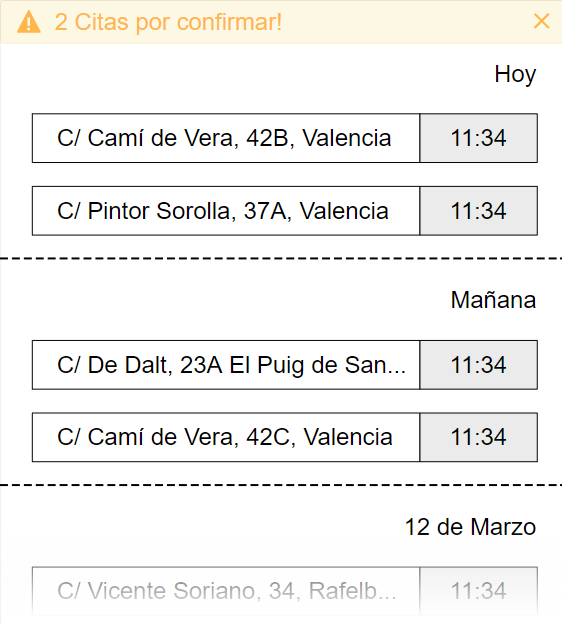 2 Citas por confirmar!
Hoy
C/ Camí de Vera, 42B, Valencia 11:34
C/ Pintor Sorolla, 37A, Valencia 11:34
Mañana
C/ De Dalt, 23A El Puig de San... 11:34
C/ Camí de Vera, 42C, Valencia 11:34
12 de Marzo
C/ Vicente Soriano, 34, Rafelb... 11:34